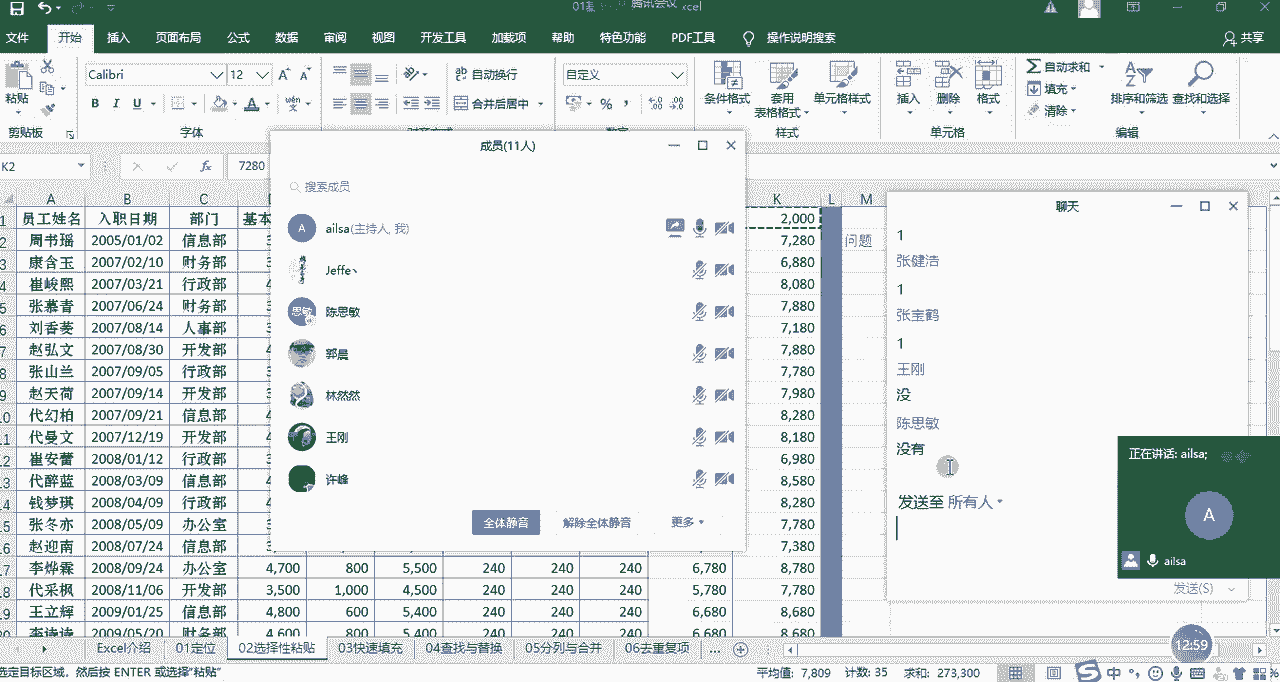 腾讯会议 xcel
文件 开始 插入 页面布局 公式 数据 审阅 视图 开发工具 加载项 帮助 特色功能 PDF工具 操作说明搜索 共享
粘贴 Calibri 12 自动换行 自定义 条件格式 套用 单元格样式 插入 删除 格式 自动求和 排序和筛选 查找和选择
B I U 合并后居中 表格格式 填充
清除
剪贴板 字体 样式 单元格 编辑
K2 7280
A B C K L M
员工姓名 入职日期 部门 基本 2,000
2 周书瑶 2005/01/02 信息部 7,280 问题
3 康含玉 2007/02/10 财务部 6,880
4 崔峻熙 2007/03/21 行政部 8,080
5 张慕青 2007/06/24 财务部 7,880
6 刘香菱 2007/08/14 人事部 7,180
7 赵弘文 2007/08/30 开发部 7,880
8 张山兰 2007/09/05 行政部 7,780
9 赵天荷 2007/09/14 开发部 7,980
10 代幻柏 2007/09/21 信息部 8,280
11 代曼文 2007/12/19 开发部 8,180
12 崔安蕾 2008/01/12 行政部 6,980
13 代醉蓝 2008/03/09 信息部 8,580
14 钱梦琪 2008/04/09 行政部 8,280
15 张冬亦 2008/05/09 办公室 7,780
16 赵迎南 2008/07/24 信息部 7,380
17 李烨霖 2008/09/24 办公室 4,700 800 5,500 240 240 240 6,780 8,780
18 代采枫 2008/11/06 开发部 3,500 1,000 4,500 240 240 240 5,780 7,780
19 王立辉 2009/01/25 信息部 4,800 600 5,400 240 240 240 6,680 8,680
20 李诗诗 2009/05/20 财务部 4,600 800 5,400 240 240 240 6,680 8,680
成员(11人)
搜索成员
A ailsa(主持人, 我)
Jeffe丶
思敏 陈思敏
郭晨
林然然
王刚
许峰
全体静音 解除全体静音 更多
聊天
1
张健洁
1
张宝鹤
1
王刚
没
陈思敏
没有
发送至 所有人
发送(S)
正在讲话: ailsa;
A
ailsa
Excel介绍 01定位 02选择性粘贴 03快速填充 04查找与替换 05分列与合并 06去重复项 ...
12:59
选定目标区域，然后按 ENTER 或选择"粘贴" 平均值: 7,809 计数: 35 求和: 273,300 中